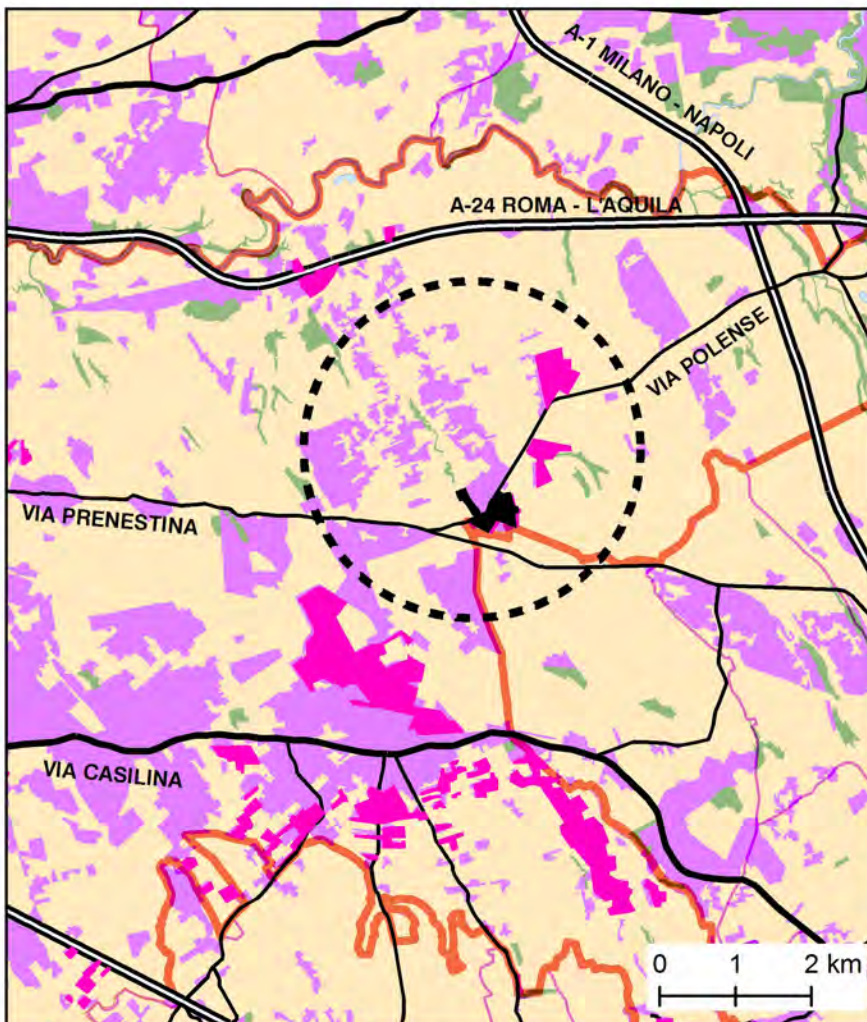 A-1 MILANO - NAPOLI
A-24 ROMA - L'AQUILA
VIA POLENSE
VIA PRENESTINA
VIA CASILINA
0 1 2 km